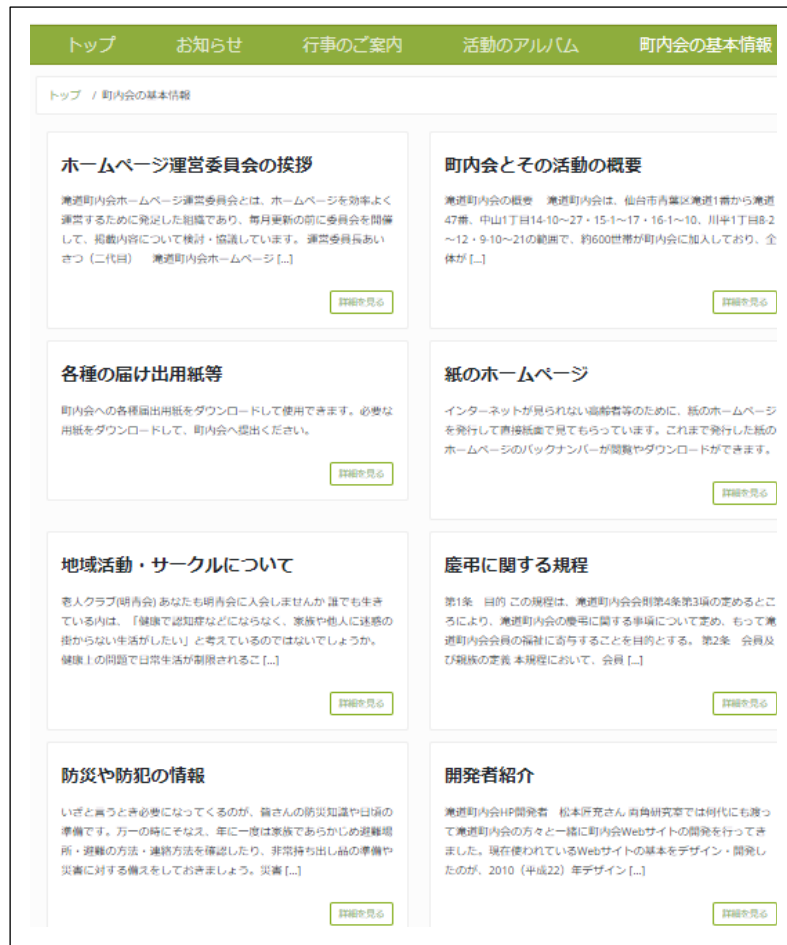 トップ お知らせ 行事のご案内 活動のアルバム 町内会の基本情報
トップ / 町内会の基本情報
ホームページ運営委員会の挨拶
滝道町内会ホームページ運営委員会とは、ホームページを効率よく
運営するために発足した組織であり、毎月更新の前に委員会を開催
して、掲載内容について検討・協議しています。 運営委員長あい
さつ（二代目） 滝道町内会ホームページ [...]
詳細を見る
町内会とその活動の概要
滝道町内会の概要 滝道町内会は、仙台市青葉区滝道1番から滝道
47番、中山1丁目14-10～27・15-1～17・16-1～10、川平1丁目8-2
～12・9-10～21の範囲で、約600世帯が町内会に加入しており、全
体が [...]
詳細を見る
各種の届け出用紙等
町内会への各種届出用紙をダウンロードして使用できます。必要な
用紙をダウンロードして、町内会へ提出ください。
詳細を見る
紙のホームページ
インターネットが見られない高齢者等のために、紙のホームページ
を発行して直接紙面で見てもらっています。これまで発行した紙の
ホームページのバックナンバーが閲覧やダウンロードができます。
詳細を見る
地域活動・サークルについて
老人クラブ(明青会) あなたも明青会に入会しませんか 誰でも生き
ている内は、「健康で認知症などにならなく、家族や他人に迷惑の
掛からない生活がしたい」と考えているのではないでしょうか。
健康上の問題で日常生活が制限されるこ [...]
詳細を見る
慶弔に関する規程
第1条 目的 この規程は、滝道町内会会則第4条第3項の定めるとこ
ろにより、滝道町内会の慶弔に関する事項について定め、もって滝
道町内会会員の福祉に寄与することを目的とする。 第2条 会員及
び親族の定義 本規程において、会員 [...]
詳細を見る
防災や防犯の情報
いざと言うとき必要になってくるのが、皆さんの防災知識や日頃の
準備です。万一の時にそなえ、年に一度は家族であらかじめ避難場
所・避難の方法・連絡方法を確認したり、非常持ち出し品の準備や
災害に対する備えをしておきましょう。災害 [...]
詳細を見る
開発者紹介
滝道町内会HP開発者 松本匠充さん 両角研究室では何代にも渡っ
て滝道町内会の方々と一緒に町内会Webサイトの開発を行ってき
ました。現在使われているWebサイトの基本をデザイン・開発し
たのが、2010（平成22）年デザイン [...]
詳細を見る